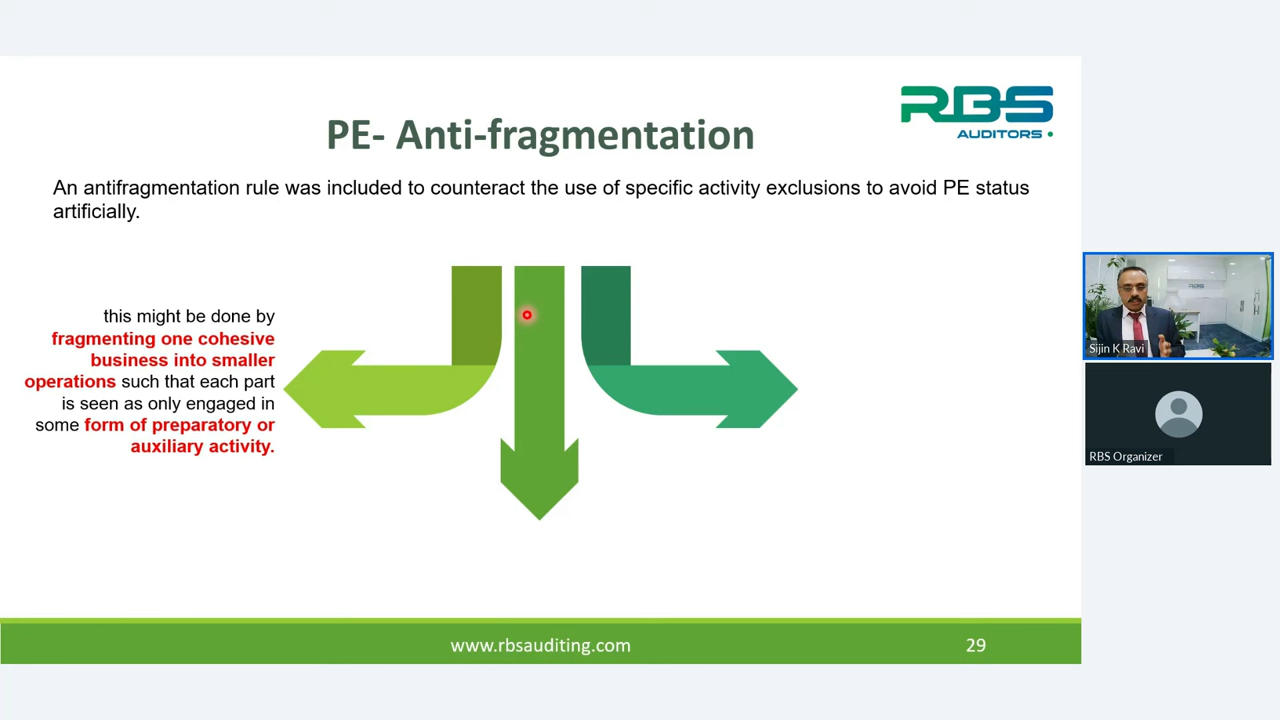 RBS
AUDITORS
PE- Anti-fragmentation
An antifragmentation rule was included to counteract the use of specific activity exclusions to avoid PE status
artificially.
this might be done by
fragmenting one cohesive
business into smaller
operations such that each part
is seen as only engaged in
some form of preparatory or
auxiliary activity.
RBS
Sijin K Ravi
RBS Organizer
www.rbsauditing.com
29